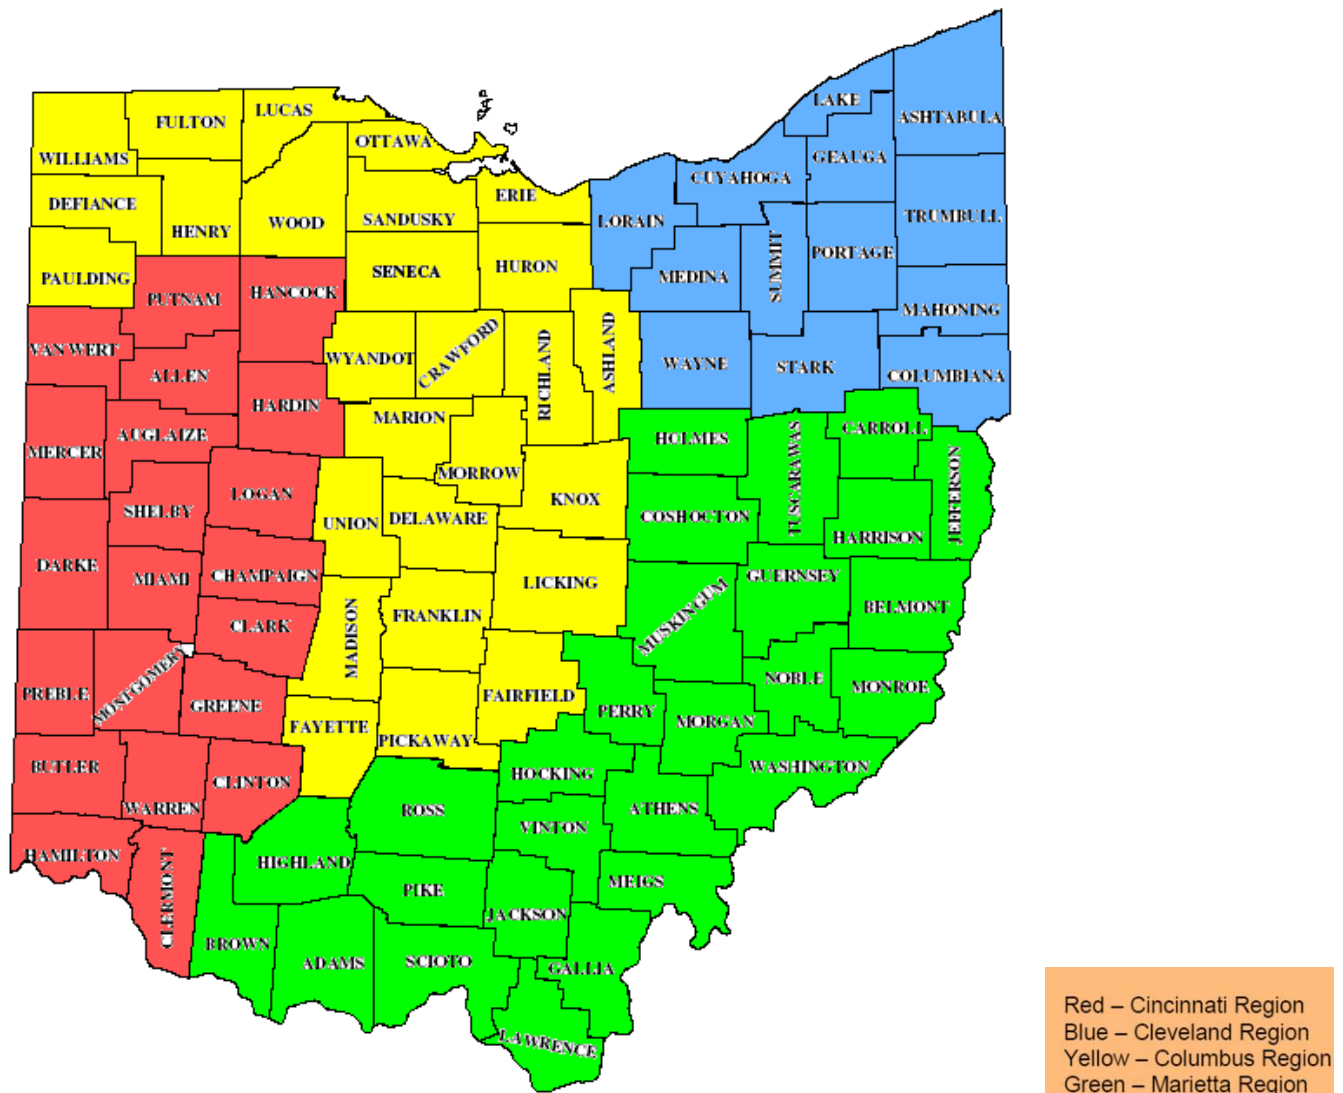 LAKE
ASHTABULA
LUCAS
FULTON
OTTAWA
WILLIAMS
GEAUGA
CUYAHOGA
ERIE
DEFIANCE
SANDUSKY
LORAIN
TRUMBULL
WOOD
HENRY
PORTAGE
SUMMIT
SENECA
HURON
MEDINA
PAULDING
HANCOCK
PUTNAM
MAHONING
VAN WERT
WYANDOT
CRAWFORD
RICHLAND
ASHLAND
WAYNE
STARK
COLUMBIANA
ALLEN
HARDIN
MARION
AUGLAIZE
HOLMES
CARROLL
MERCER
MORROW
LOGAN
KNOX
TUSCARAWAS
JEFFERSON
SHELBY
UNION
DELAWARE
COSHOCTON
HARRISON
DARKE
MIAMI
CHAMPAIGN
LICKING
GUERNSEY
MUSKINGUM
BELMONT
CLARK
MADISON
FRANKLIN
PREBLE
MONTGOMERY
GREENE
FAIRFIELD
NOBLE
MONROE
PERRY
MORGAN
FAYETTE
PICKAWAY
BUTLER
CLINTON
HOCKING
WASHINGTON
WARREN
ROSS
VINTON
ATHENS
HAMILTON
CLERMONT
HIGHLAND
PIKE
MEIGS
JACKSON
BROWN
ADAMS
SCIOTO
GALLIA
LAWRENCE
Red – Cincinnati Region
Blue – Cleveland Region
Yellow – Columbus Region
Green – Marietta Region